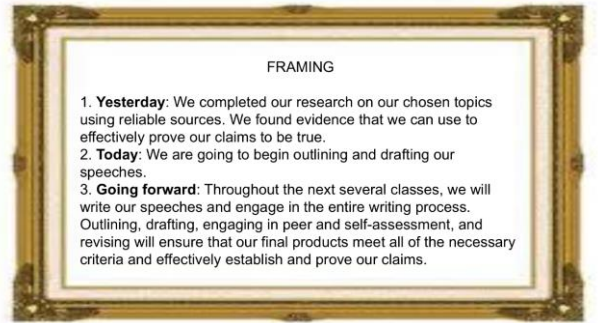 FRAMING
1. Yesterday: We completed our research on our chosen topics
using reliable sources. We found evidence that we can use to
effectively prove our claims to be true.
2. Today: We are going to begin outlining and drafting our
speeches.
3. Going forward: Throughout the next several classes, we will
write our speeches and engage in the entire writing process.
Outlining, drafting, engaging in peer and self-assessment, and
revising will ensure that our final products meet all of the necessary
criteria and effectively establish and prove our claims.